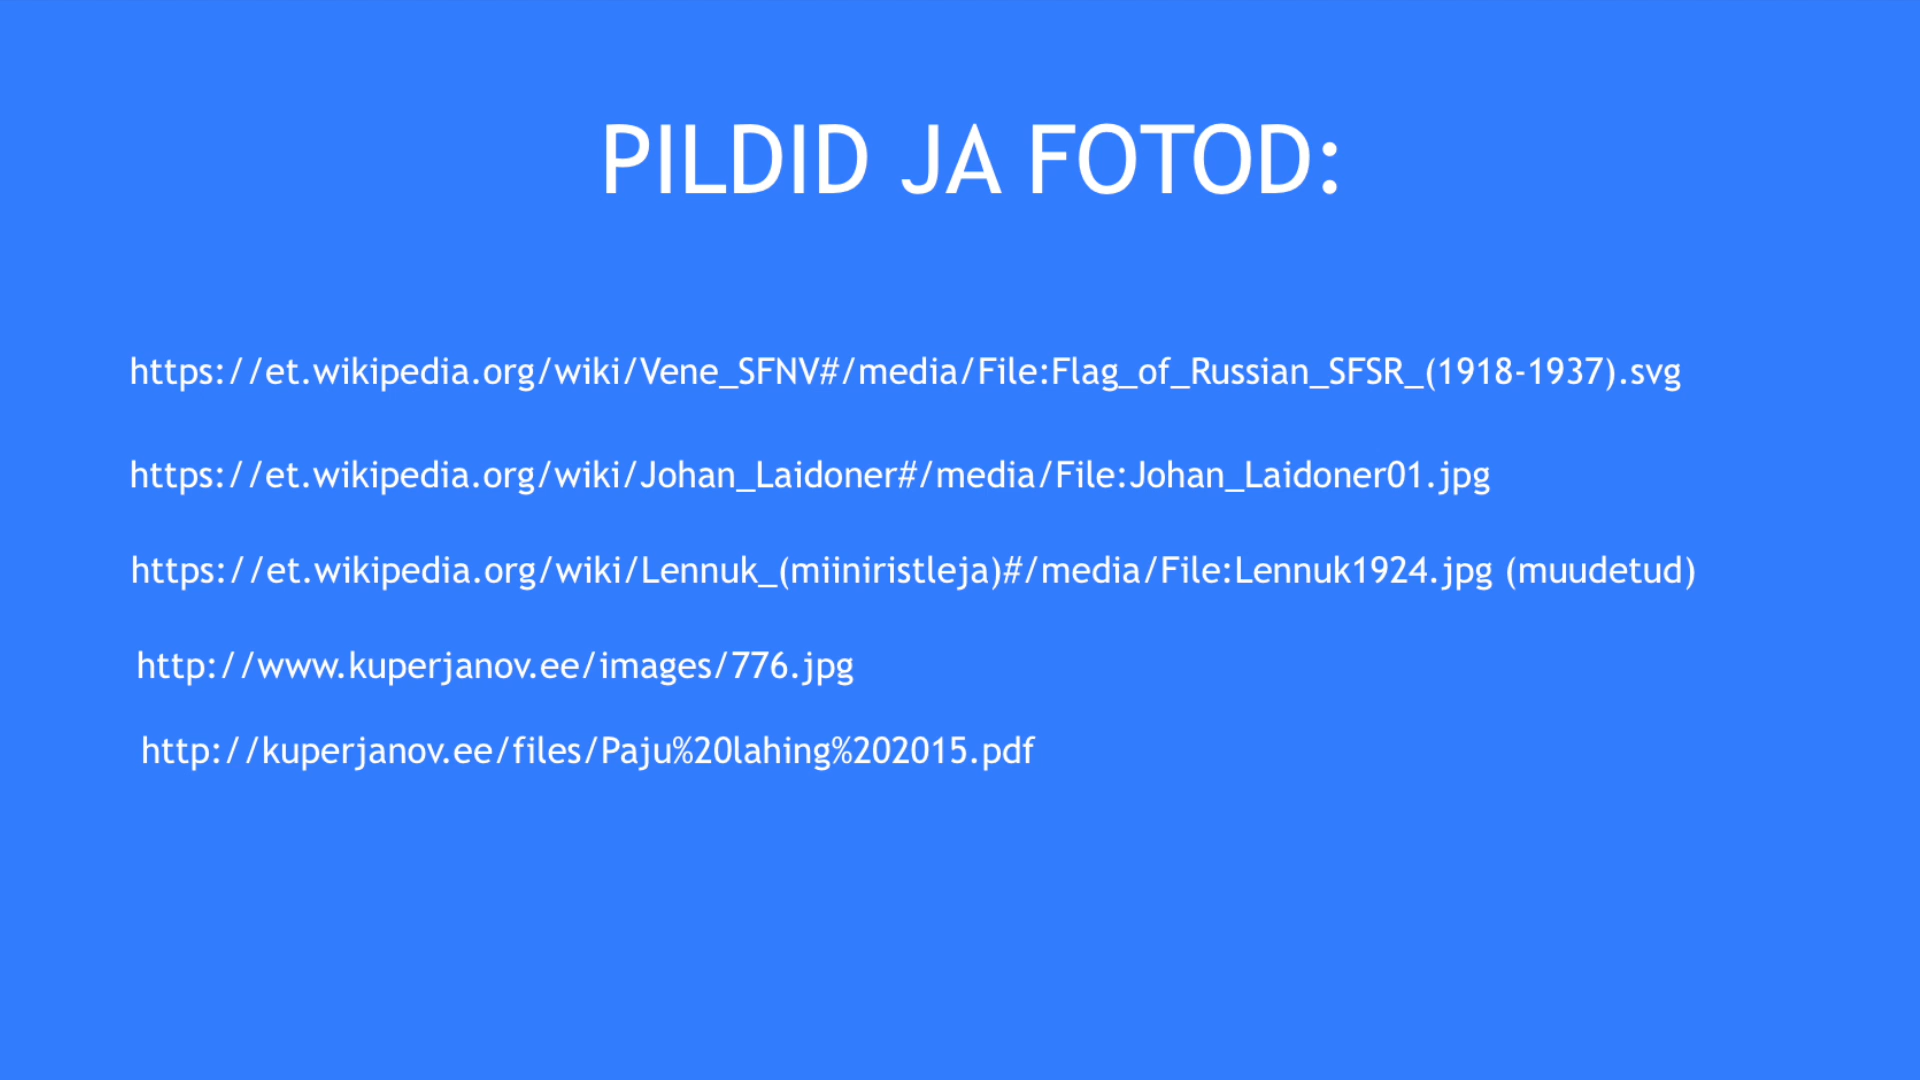 PILDID JA FOTOD:
https://et.wikipedia.org/wiki/Vene_SFNV#/media/File:Flag_of_Russian_SFSR_(1918-1937).svg
https://et.wikipedia.org/wiki/Johan_Laidoner#/media/File:Johan_Laidoner01.jpg
https://et.wikipedia.org/wiki/Lennuk_(miiniristleja)#/media/File:Lennuk1924.jpg (muudetud)
http://www.kuperjanov.ee/images/776.jpg
http://kuperjanov.ee/files/Paju%20lahing%202015.pdf